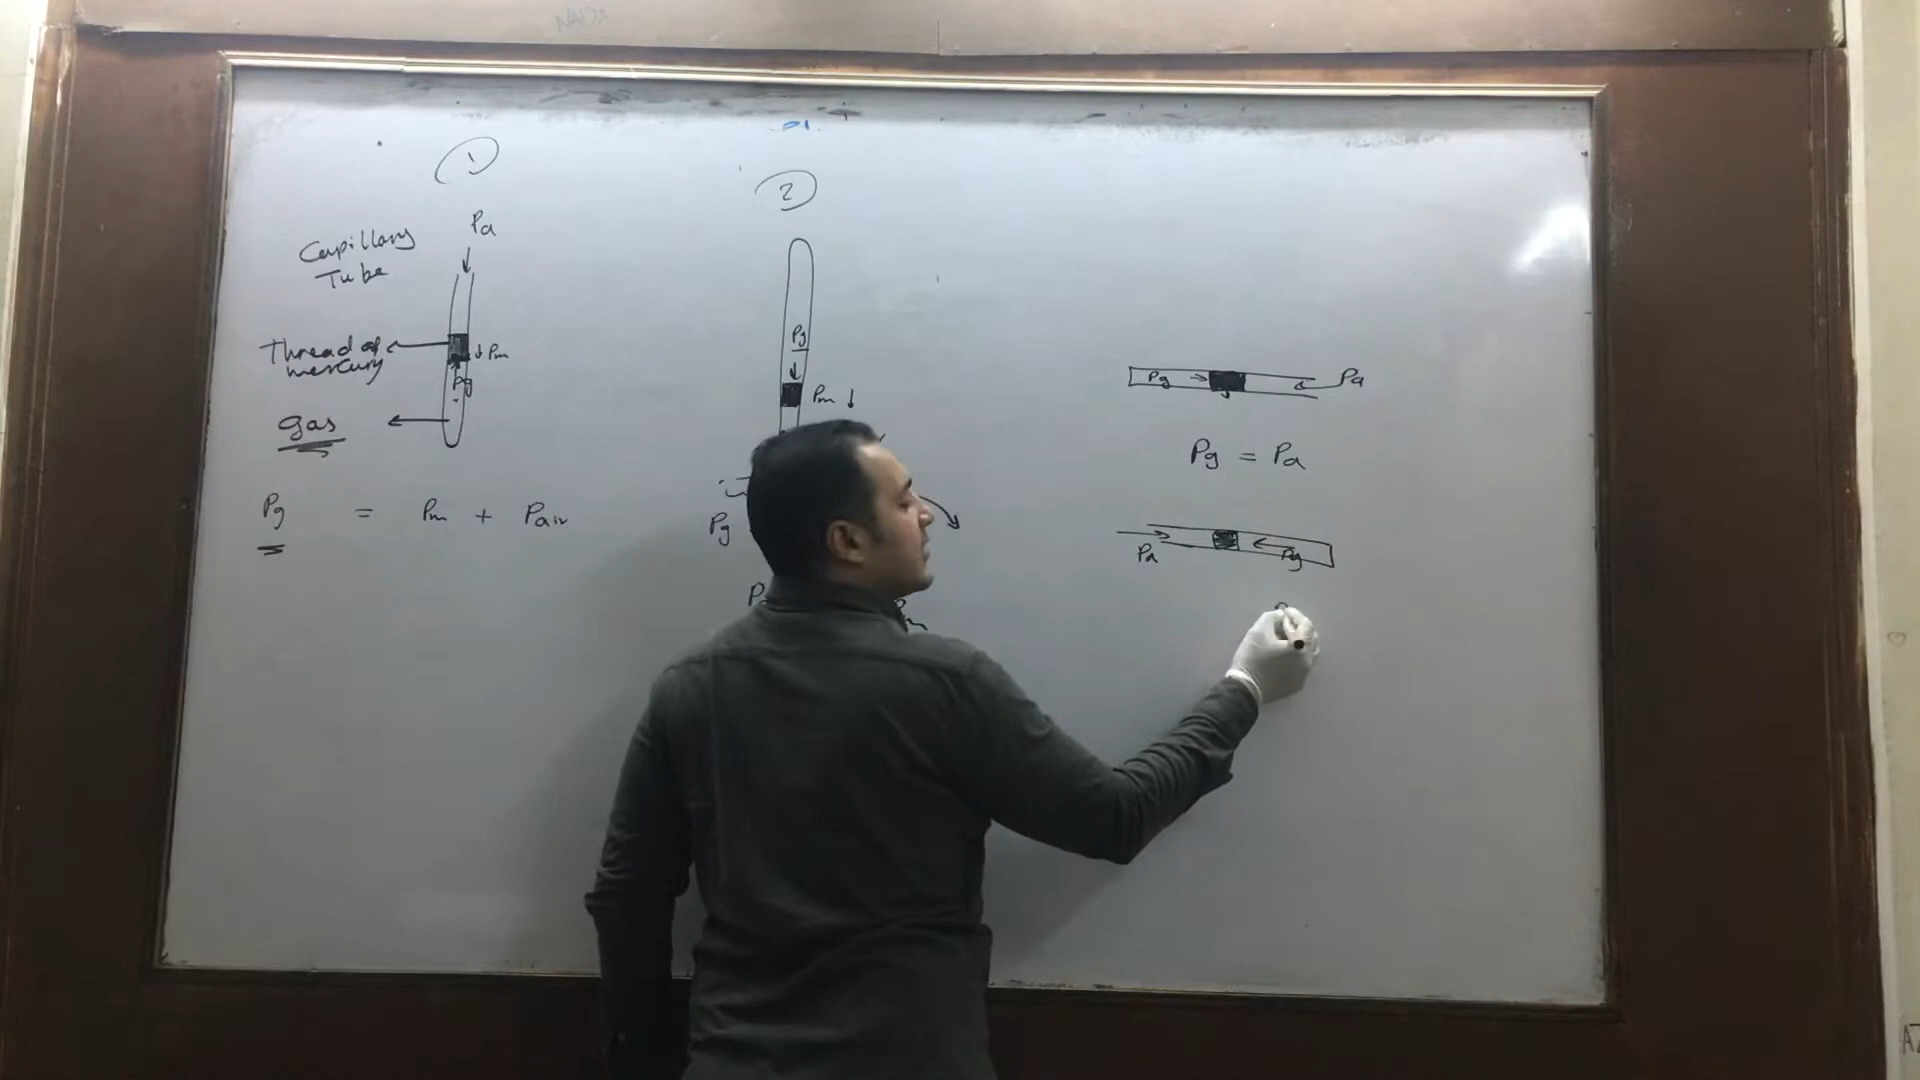 1
Pa
Capillary
Tube
Thread of
mercury
Pm
Pg
gas
Pg = Pm + Pair
2
Pg
Pm
Pg
Pg
Pa
Pg = Pa
Pa
Pg